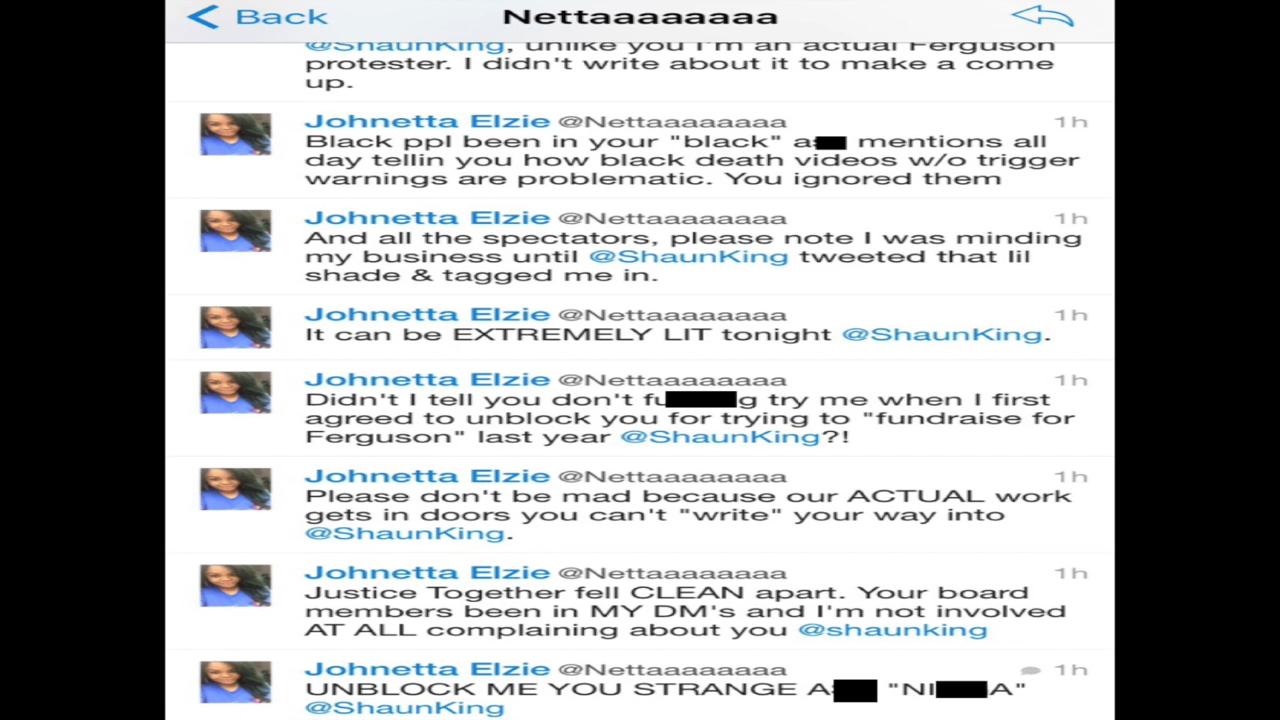 Back
Nettaaaaaaaa
@ShaunKing, unlike you I'm an actual Ferguson
protester. I didn't write about it to make a come
up.
Johnetta Elzie @Nettaaaaaaaa 1h
Black ppl been in your "black" a mentions all
day tellin you how black death videos w/o trigger
warnings are problematic. You ignored them
Johnetta Elzie @Nettaaaaaaaa 1h
And all the spectators, please note I was minding
my business until @ShaunKing tweeted that lil
shade & tagged me in.
Johnetta Elzie @Nettaaaaaaaa 1h
It can be EXTREMELY LIT tonight @ShaunKing.
Johnetta Elzie @Nettaaaaaaaa 1h
Didn't I tell you don't fu g try me when I first
agreed to unblock you for trying to "fundraise for
Ferguson" last year @ShaunKing?!
Johnetta Elzie @Nettaaaaaaaa 1h
Please don't be mad because our ACTUAL work
gets in doors you can't "write" your way into
@ShaunKing.
Johnetta Elzie @Nettaaaaaaaa 1h
Justice Together fell CLEAN apart. Your board
members been in MY DM's and I'm not involved
AT ALL complaining about you @shaunking
Johnetta Elzie @Nettaaaaaaaa 1h
UNBLOCK ME YOU STRANGE A "NI A"
@ShaunKing